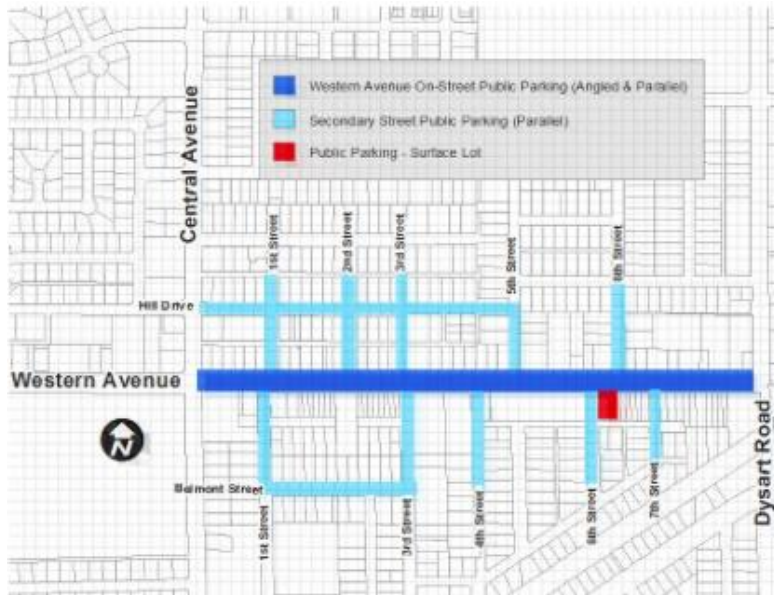 Western Avenue On-Street Public Parking (Angled & Parallel)
Secondary Street Public Parking (Parallel)
Public Parking - Surface Lot
Central Avenue
1st Street
2nd Street
3rd Street
5th Street
6th Street
Hill Drive
Western Avenue
N
Belmont Street
1st Street
3rd Street
4th Street
6th Street
7th Street
Dysart Road